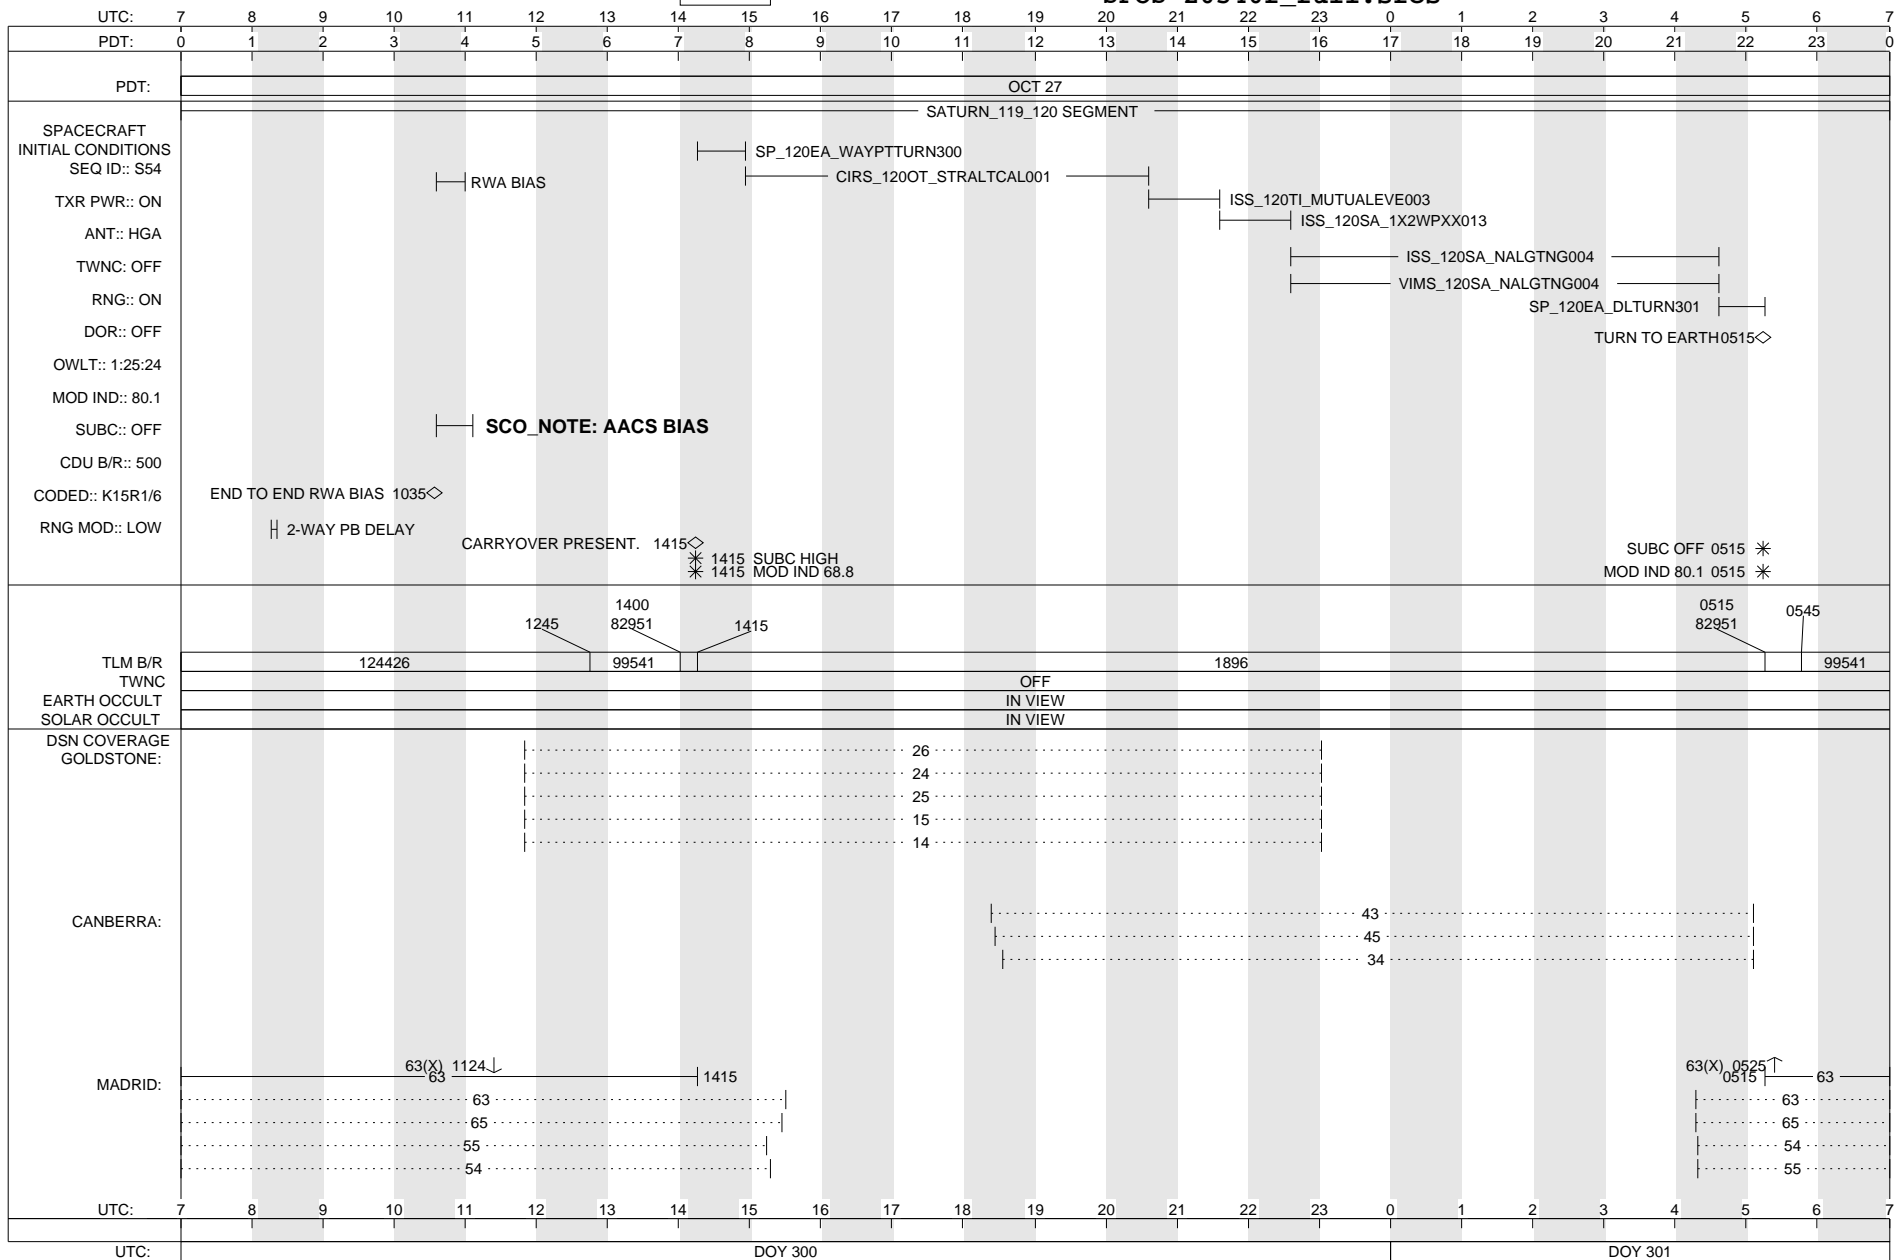 UTC: 7 8 9 10 11 12 13 14 15 16 17 18 19 20 21 22 23 0 1 2 3 4 5 6 7
PDT: 0 1 2 3 4 5 6 7 8 9 10 11 12 13 14 15 16 17 18 19 20 21 22 23 0
PDT: OCT 27
SATURN_119_120 SEGMENT
SPACECRAFT
INITIAL CONDITIONS
SEQ ID:: S54
TXR PWR:: ON
ANT:: HGA
TWNC: OFF
RNG:: ON
DOR:: OFF
OWLT:: 1:25:24
MOD IND:: 80.1
SUBC:: OFF
CDU B/R:: 500
CODED:: K15R1/6
RNG MOD:: LOW
SP_120EA_WAYPTTURN300
CIRS_120OT_STRALTCAL001
RWA BIAS
ISS_120TI_MUTUALEVE003
ISS_120SA_1X2WPXX013
ISS_120SA_NALGTNG004
VIMS_120SA_NALGTNG004
SP_120EA_DLTURN301
TURN TO EARTH 0515
SCO_NOTE: AACS BIAS
END TO END RWA BIAS 1035
2-WAY PB DELAY
CARRYOVER PRESENT. 1415
1415 SUBC HIGH
1415 MOD IND 68.8
SUBC OFF 0515
MOD IND 80.1 0515
1245
1400
82951
1415
0515
82951
0545
TLM B/R 124426 99541 1896 99541
TWNC OFF
EARTH OCCULT IN VIEW
SOLAR OCCULT IN VIEW
DSN COVERAGE
GOLDSTONE:
26
24
25
15
14
CANBERRA:
43
45
34
MADRID:
63(X) 1124
63 1415
63
65
55
54
63(X) 0525
0515 63
63
65
54
55
UTC: 7 8 9 10 11 12 13 14 15 16 17 18 19 20 21 22 23 0 1 2 3 4 5 6 7
UTC: DOY 300 DOY 301